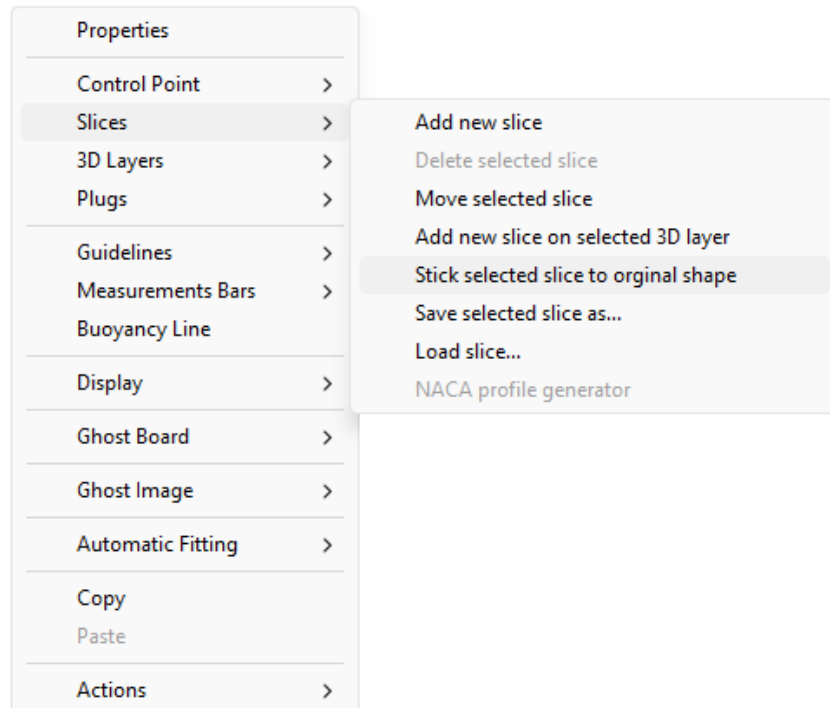 Properties
Control Point
Slices
3D Layers
Plugs
Guidelines
Measurements Bars
Buoyancy Line
Display
Ghost Board
Ghost Image
Automatic Fitting
Copy
Paste
Actions
Add new slice
Delete selected slice
Move selected slice
Add new slice on selected 3D layer
Stick selected slice to orginal shape
Save selected slice as...
Load slice...
NACA profile generator